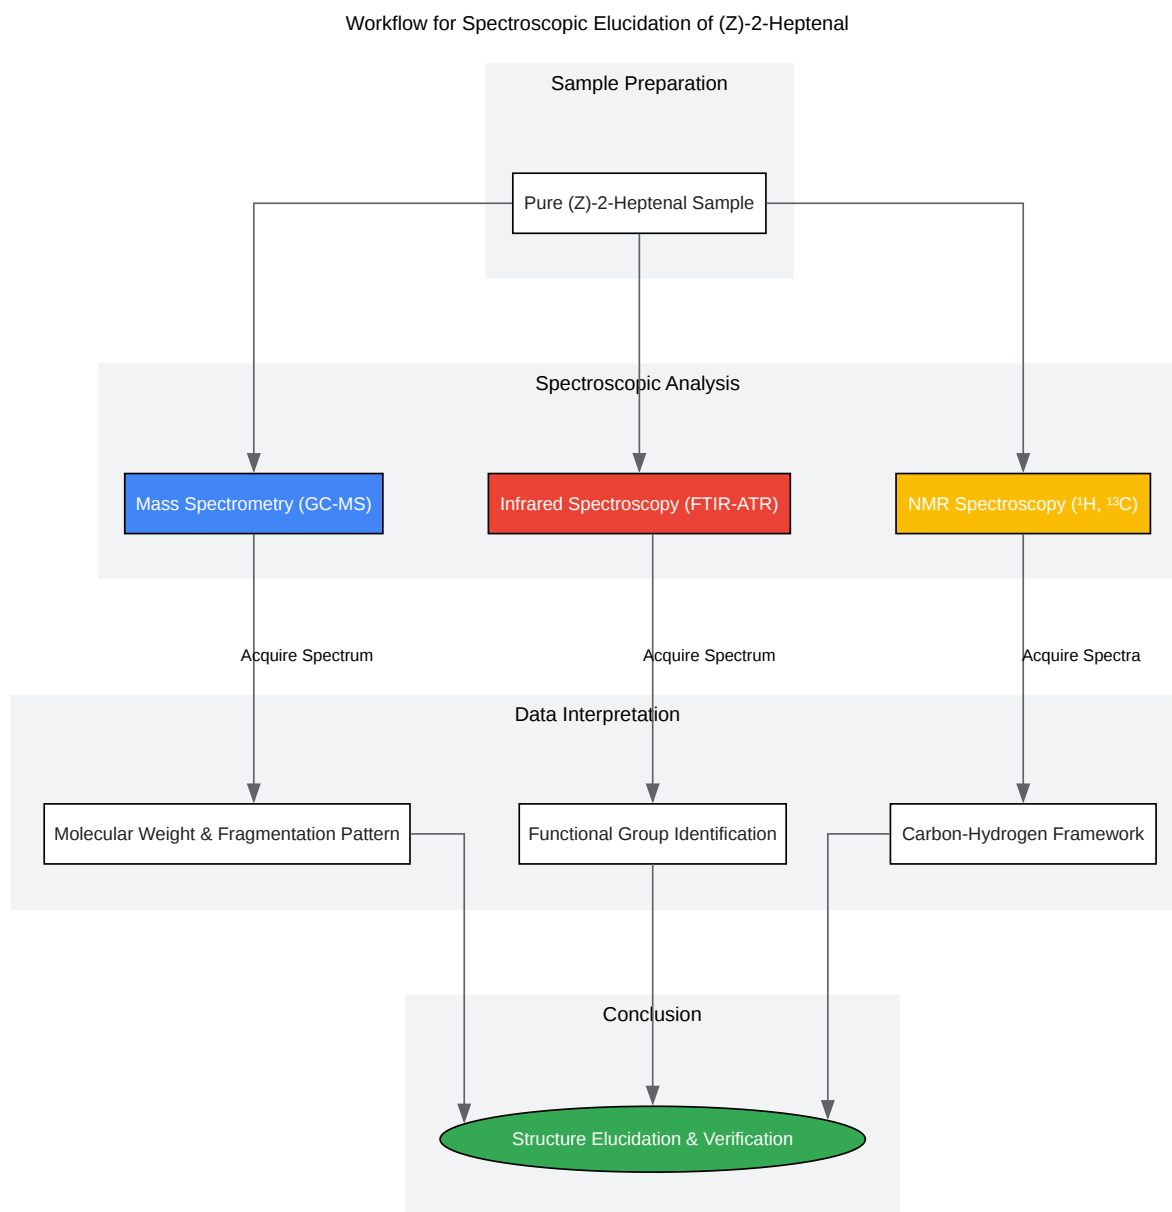 Workflow for Spectroscopic Elucidation of (Z)-2-Heptenal
Sample Preparation
Pure (Z)-2-Heptenal Sample
Spectroscopic Analysis
Mass Spectrometry (GC-MS)
Infrared Spectroscopy (FTIR-ATR)
NMR Spectroscopy (¹H, ¹³C)
Acquire Spectrum
Acquire Spectrum
Acquire Spectra
Data Interpretation
Molecular Weight & Fragmentation Pattern
Functional Group Identification
Carbon-Hydrogen Framework
Conclusion
Structure Elucidation & Verification